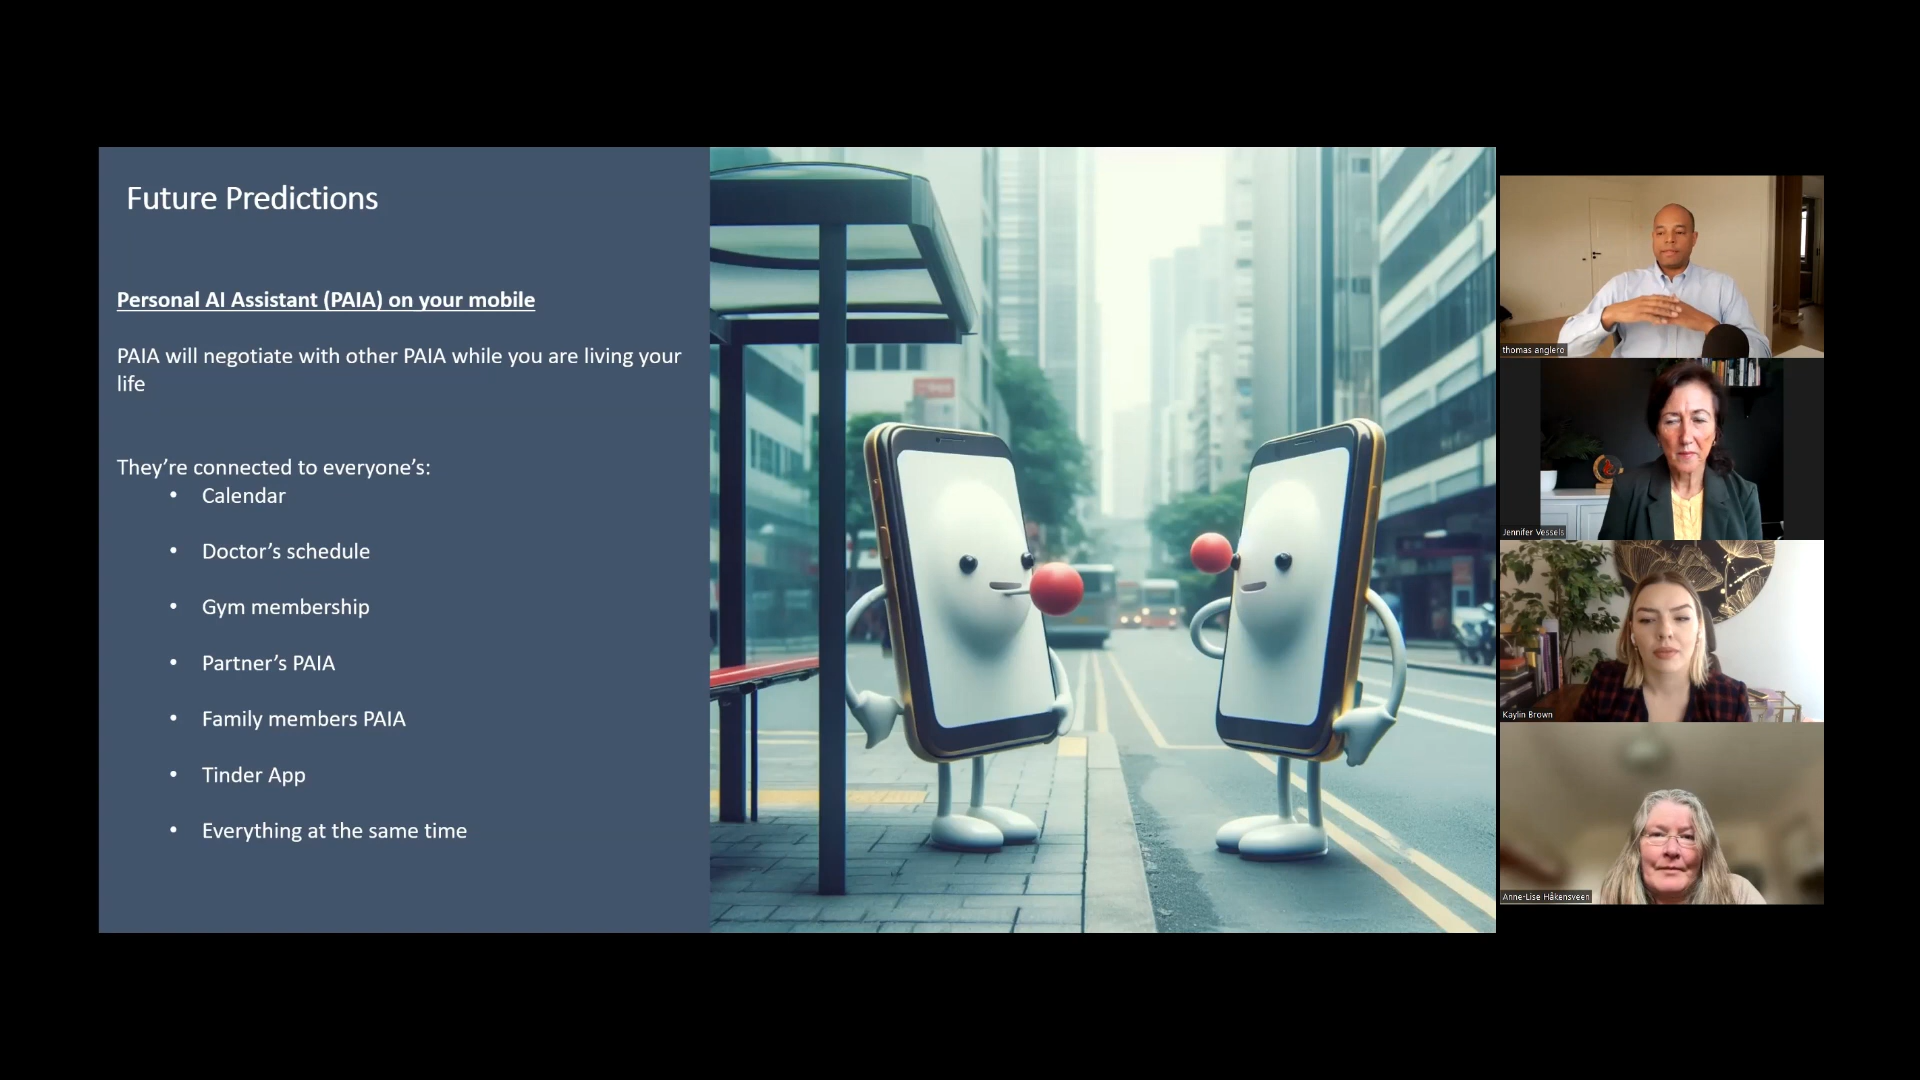 Future Predictions
Personal AI Assistant (PAIA) on your mobile
PAIA will negotiate with other PAIA while you are living your
life
They’re connected to everyone’s:
• Calendar
• Doctor’s schedule
• Gym membership
• Partner’s PAIA
• Family members PAIA
• Tinder App
• Everything at the same time
thomas anglero
Jennifer Vessels
Kaylin Brown
Anne-Lise Håkensveen